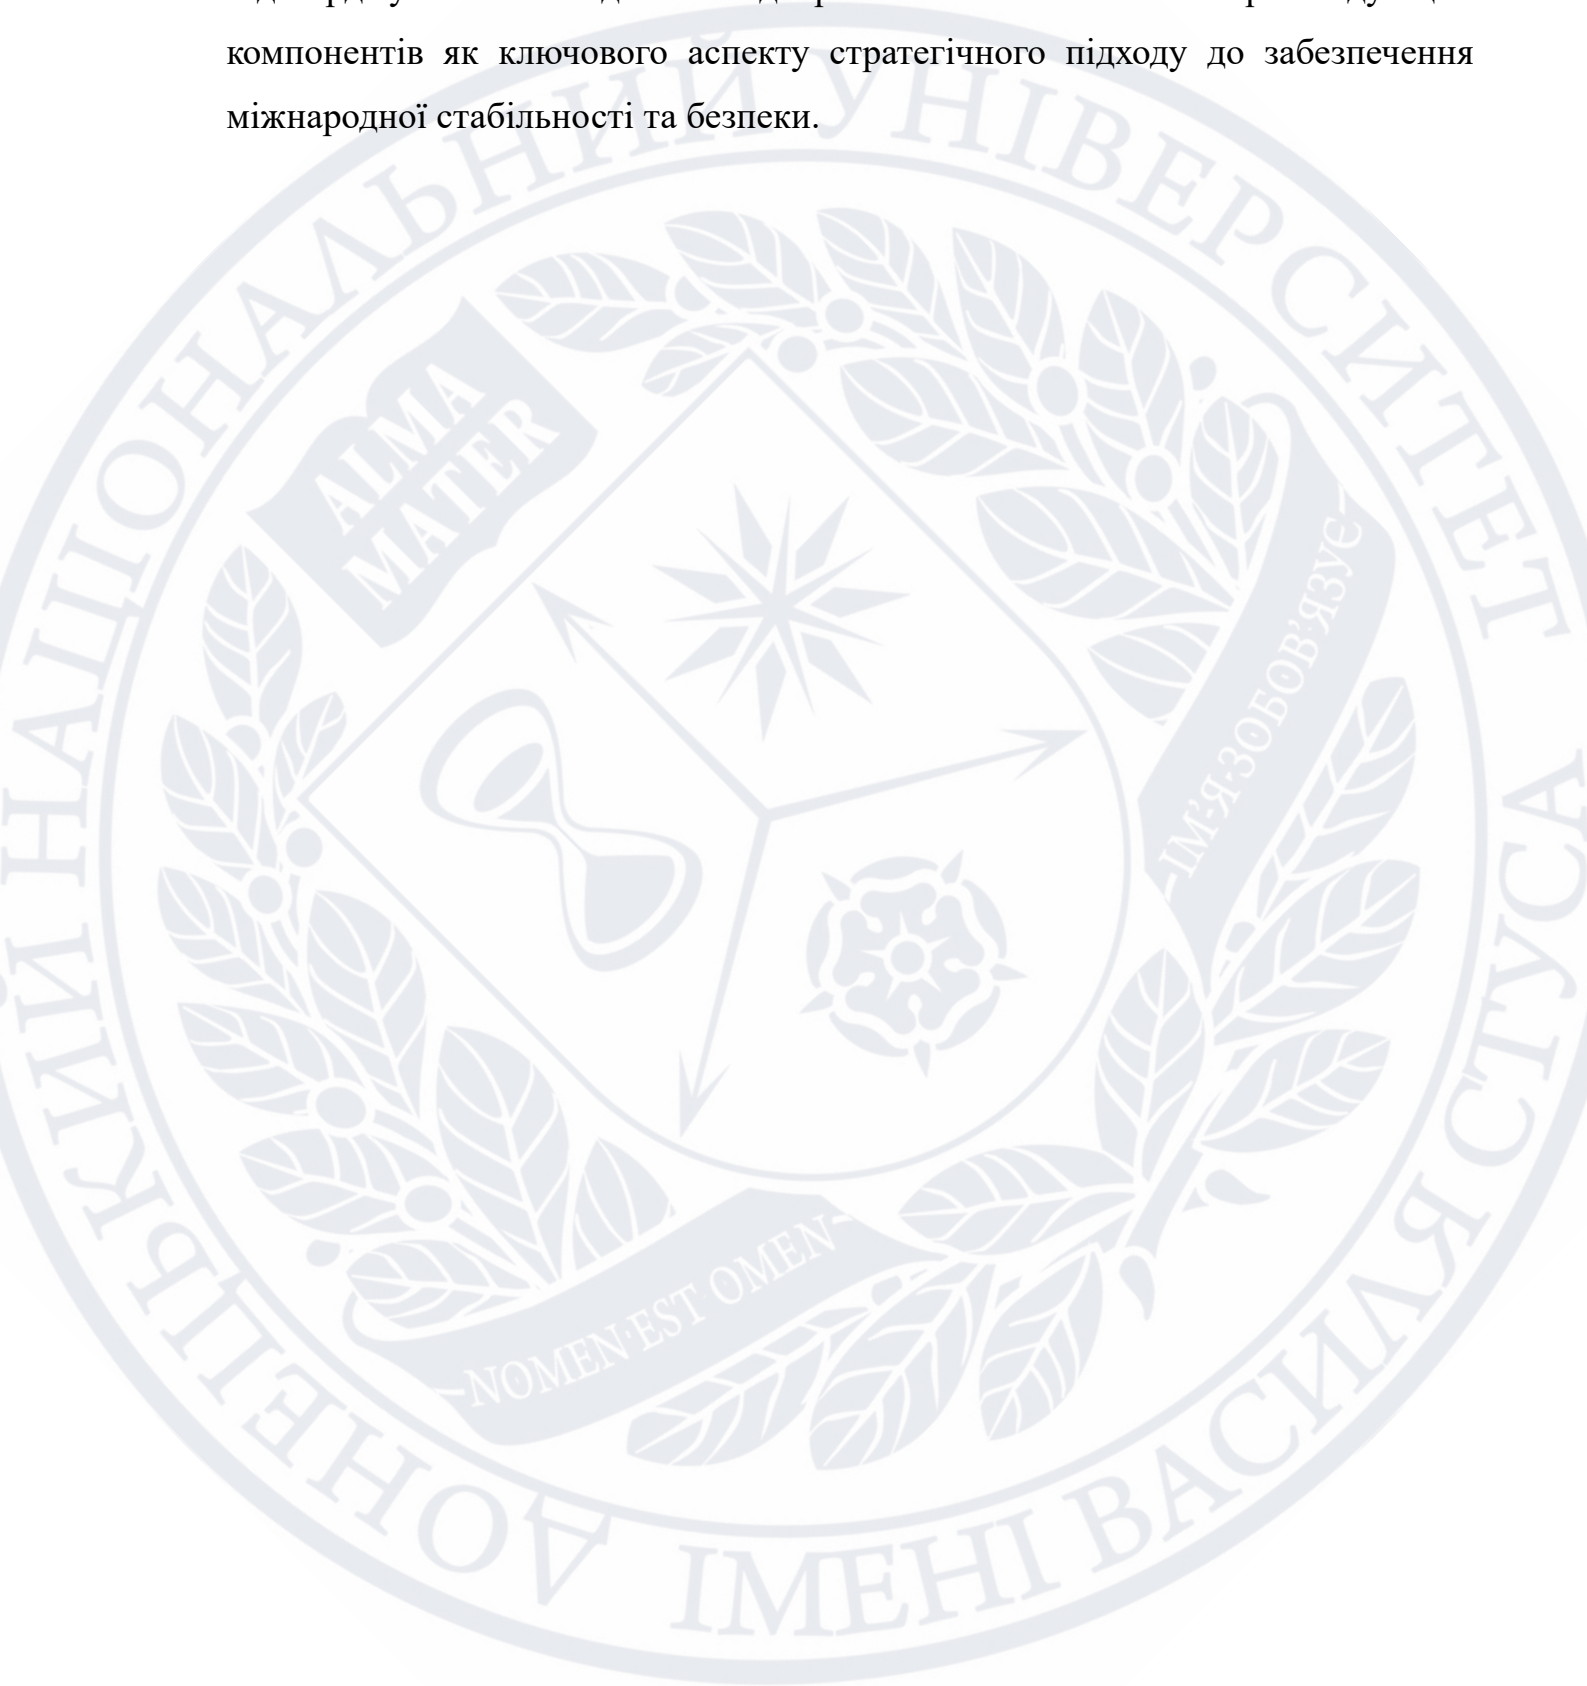 компонентів як ключового аспекту стратегічного підходу до забезпечення
міжнародної стабільності та безпеки.
ДОНЕЦЬКИЙ НАЦІОНАЛЬНИЙ УНІВЕРСИТЕТ ІМЕНІ ВАСИЛЯ СТУСА
ALMA
MATER
ІМ'Я·ЗОБОВ'ЯЗУЄ
NOMEN·EST·OMEN